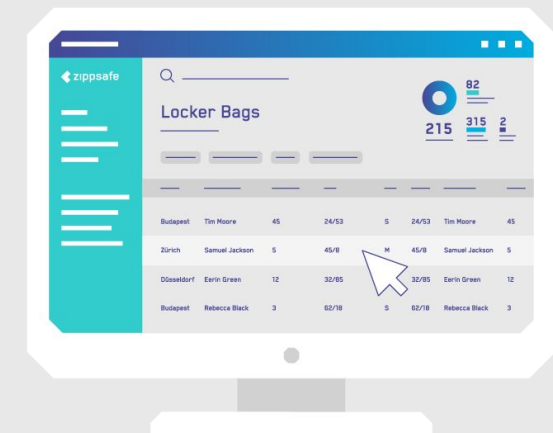 zippsafe
Locker Bags
82
215 315 2
Budapest Tim Moore 45 24/53 S 24/53 Tim Moore 45
Zürich Samuel Jackson 5 45/8 M 45/8 Samuel Jackson 5
Düsseldorf Eerin Green 12 32/85 32/85 Eerin Green 12
Budapest Rebecca Black 3 62/18 S 62/18 Rebecca Black 3